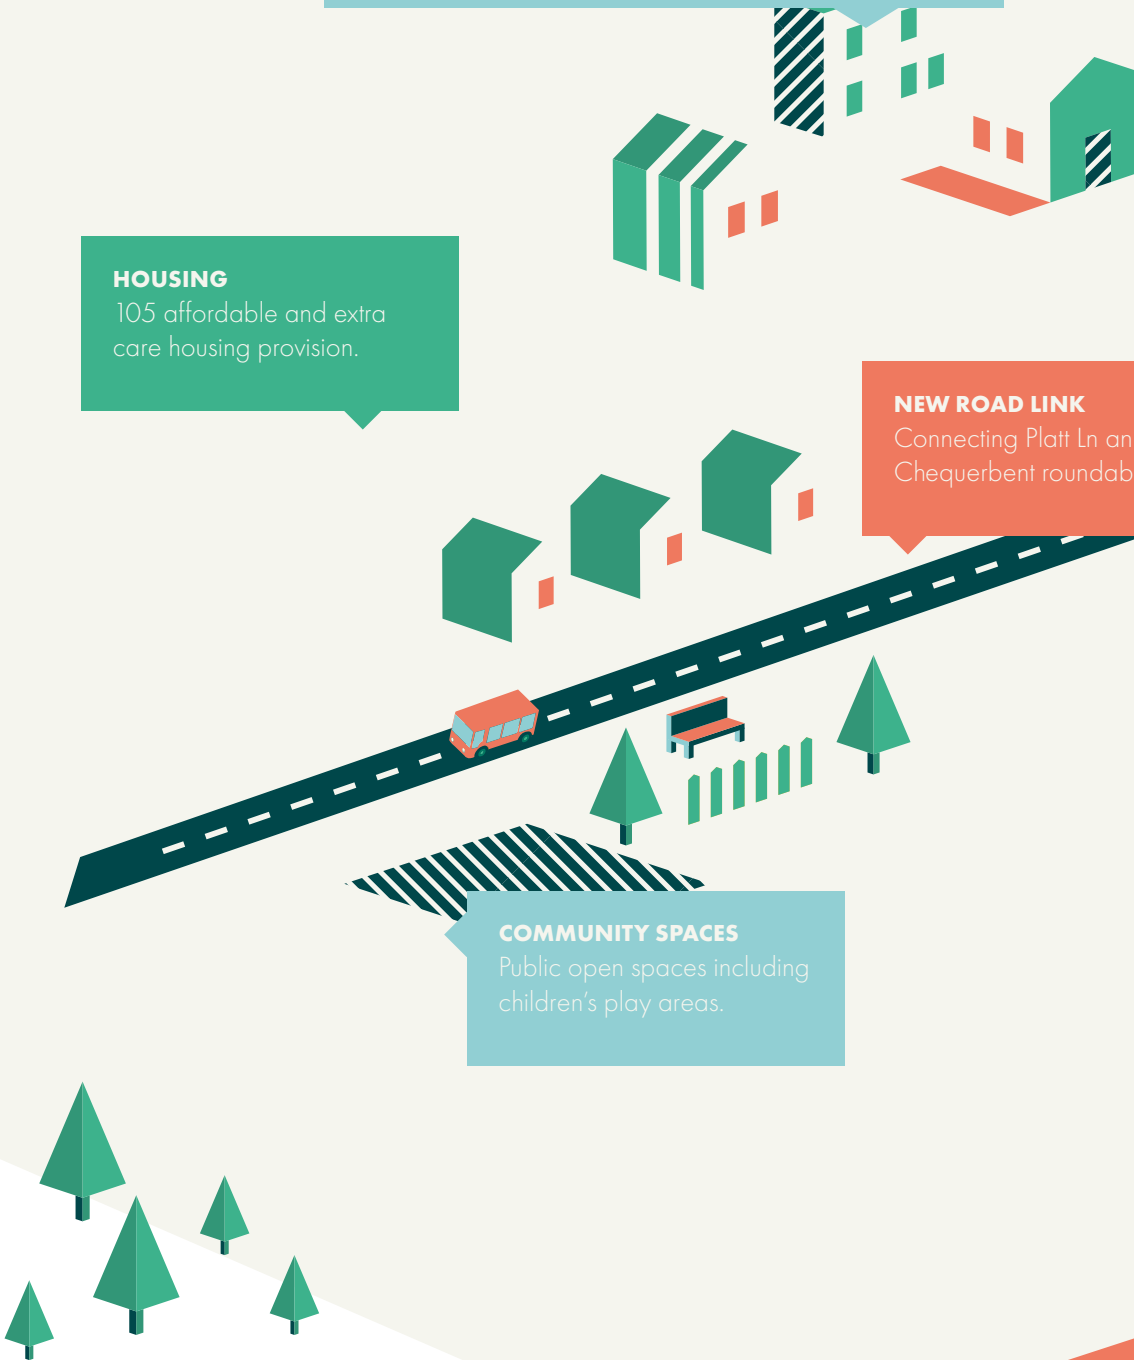 HOUSING
105 affordable and extra
care housing provision.
NEW ROAD LINK
Connecting Platt Ln
Chequerbent
COMMUNITY SPACES
Public open spaces including
children's play areas.